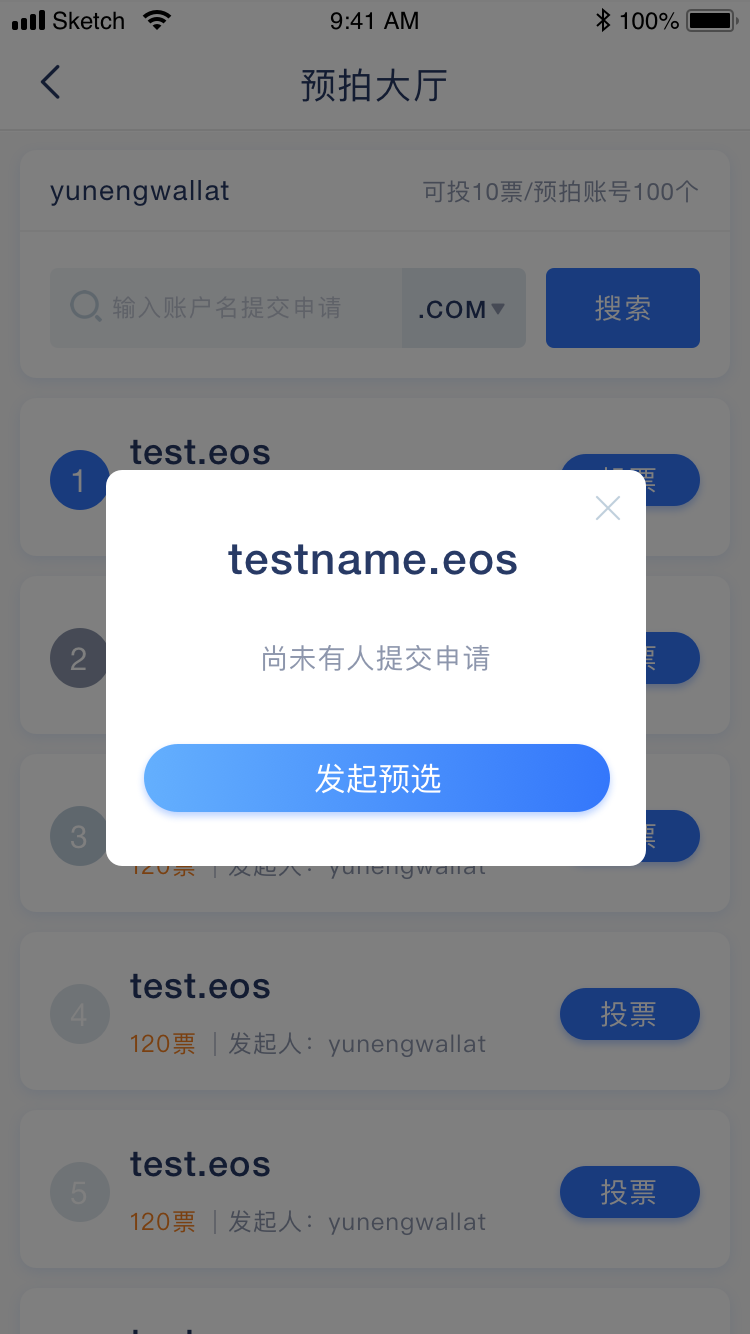 Sketch 9:41 AM 100%
预拍大厅
yunengwallat 可投10票/预拍账号100个
输入账户名提交申请 .COM 搜索
test.eos
1
testname.eos
2 尚未有人提交申请 票
发起预选
3 票
120票 | 发起人: yunengwallat
test.eos
4 投票
120票 | 发起人: yunengwallat
test.eos
5 投票
120票 | 发起人: yunengwallat